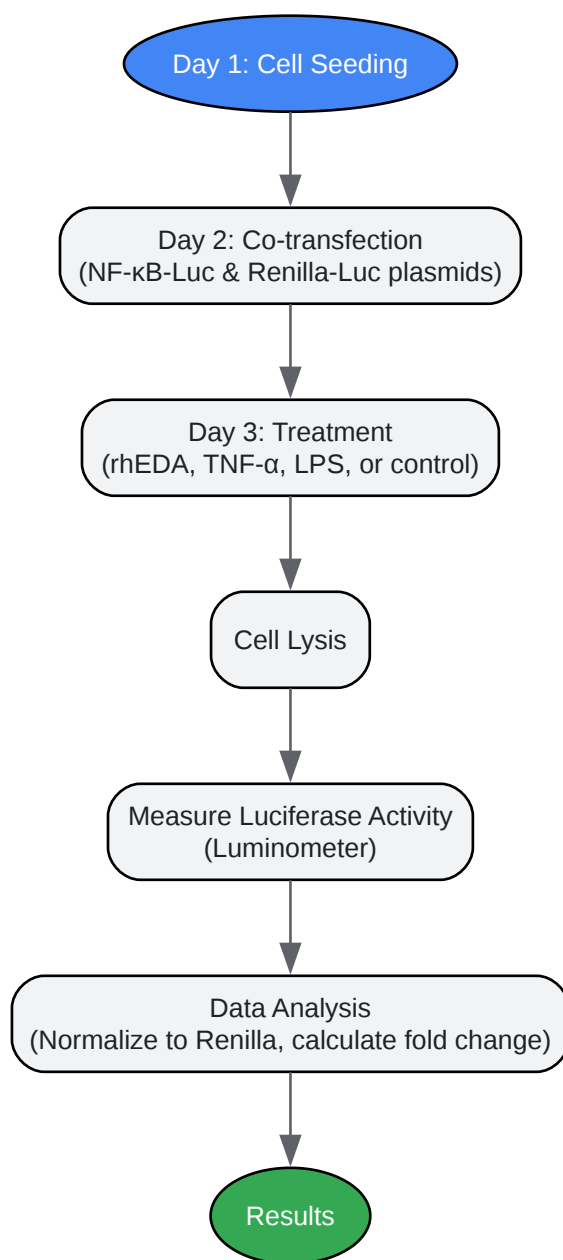 Day 1: Cell Seeding
Day 2: Co-transfection
(NF-κB-Luc & Renilla-Luc plasmids)
Day 3: Treatment
(rhEDA, TNF-α, LPS, or control)
Cell Lysis
Measure Luciferase Activity
(Luminometer)
Data Analysis
(Normalize to Renilla, calculate fold change)
Results